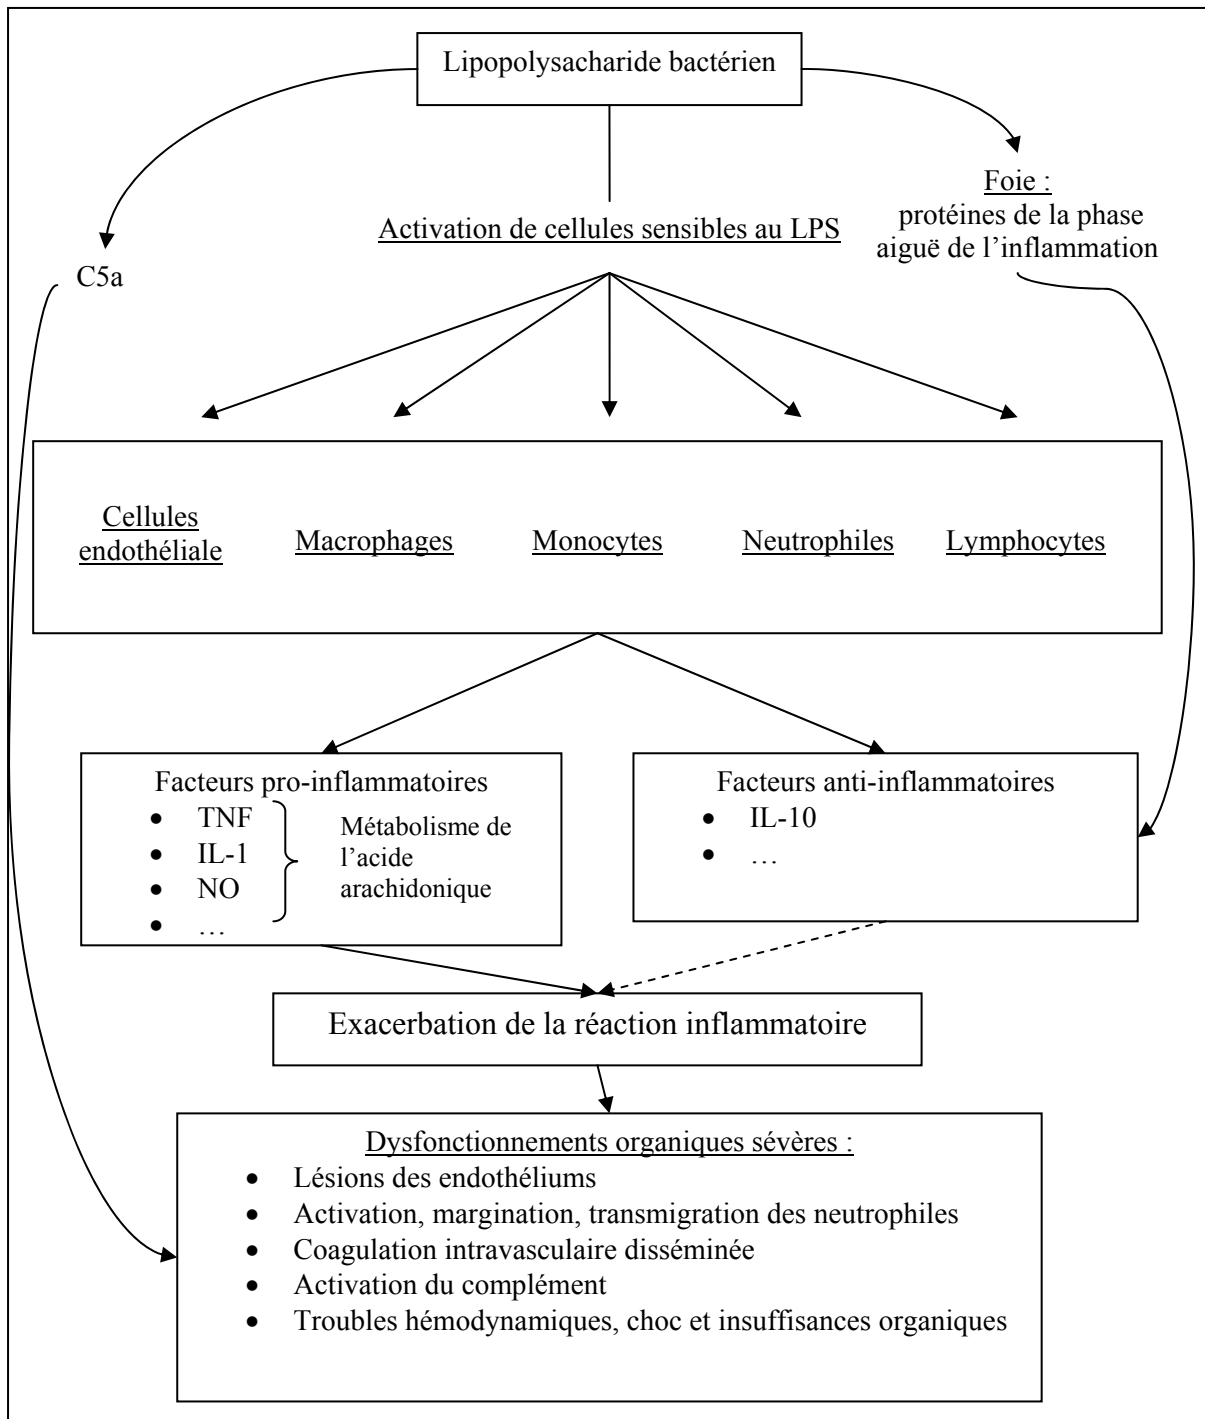 Lipopolysacharide bactérien
Foie :
protéines de la phase
aiguë de l’inflammation
Activation de cellules sensibles au LPS
C5a
Cellules
endothéliale
Macrophages
Monocytes
Neutrophiles
Lymphocytes
Facteurs pro-inflammatoires
• TNF
• IL-1
• NO
• …
Métabolisme de
l’acide
arachidonique
Facteurs anti-inflammatoires
• IL-10
• …
Exacerbation de la réaction inflammatoire
Dysfonctionnements organiques sévères :
• Lésions des endothéliums
• Activation, margination, transmigration des neutrophiles
• Coagulation intravasculaire disséminée
• Activation du complément
• Troubles hémodynamiques, choc et insuffisances organiques